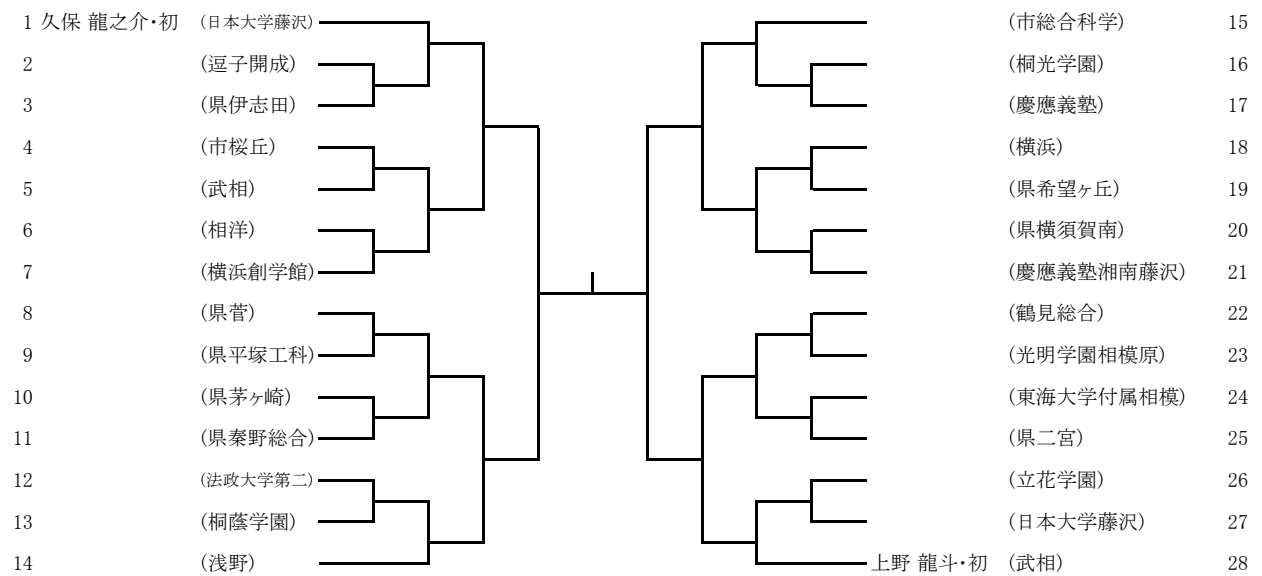 1 久保 龍之介・初 (日本大学藤沢) (市総合科学) 15
2 (逗子開成) (桐光学園) 16
3 (県伊志田) (慶應義塾) 17
4 (市桜丘) (横浜) 18
5 (武相) (県希望ヶ丘) 19
6 (相洋) (県横須賀南) 20
7 (横浜創学館) (慶應義塾湘南藤沢) 21
8 (県菅) (鶴見総合) 22
9 (県平塚工科) (光明学園相模原) 23
10 (県茅ヶ崎) (東海大学付属相模) 24
11 (県秦野総合) (県二宮) 25
12 (法政大学第二) (立花学園) 26
13 (桐蔭学園) (日本大学藤沢) 27
14 (浅野) 上野 龍斗・初 (武相) 28